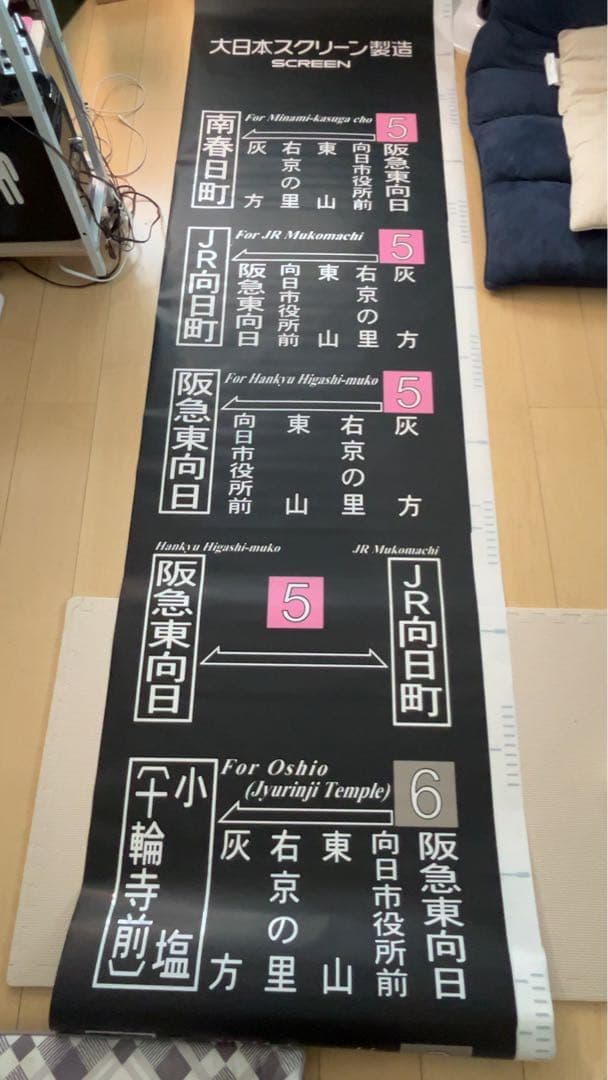 大日本スクリーン製造
SCREEN
For Minami-kasuga cho
5
南春日町
灰方
右京の里
東山
向日市役所前
阪急東向日
For JR Mukomachi
5
JR向日町
阪急東向日
向日市役所前
東山
右京の里
灰方
For Hankyu Higashi-muko
5
阪急東向日
向日市役所前
東山
右京の里
灰方
Hankyu Higashi-muko
JR Mukomachi
阪急東向日
5
JR向日町
For Oshio
(Jyurinji Temple)
6
小塩
(十輪寺前)
灰方
右京の里
東山
向日市役所前
阪急東向日